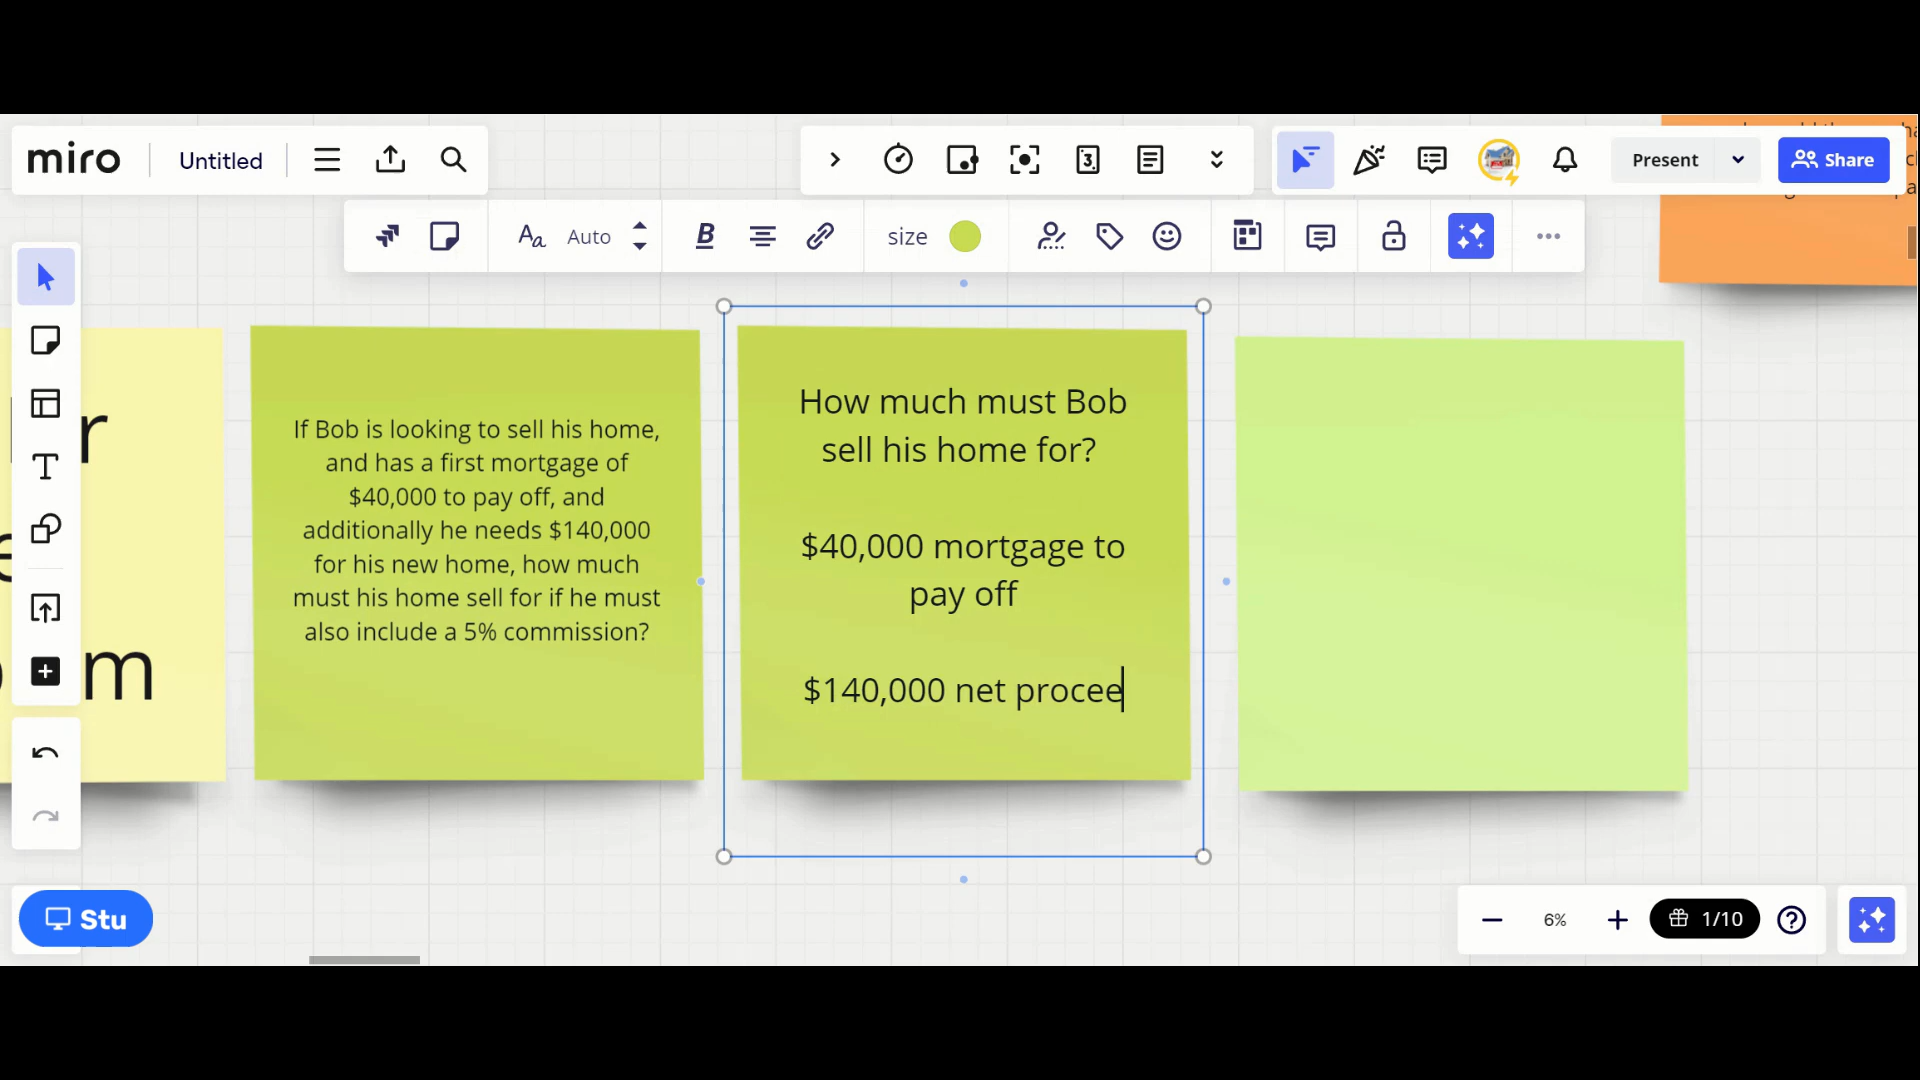 miro
Untitled
3
Present
Share
Aa
Auto
B
size
r
m
If Bob is looking to sell his home,
and has a first mortgage of
$40,000 to pay off, and
additionally he needs $140,000
for his new home, how much
must his home sell for if he must
also include a 5% commission?
How much must Bob
sell his home for?
$40,000 mortgage to
pay off
$140,000 net procee
Stu
6%
1/10